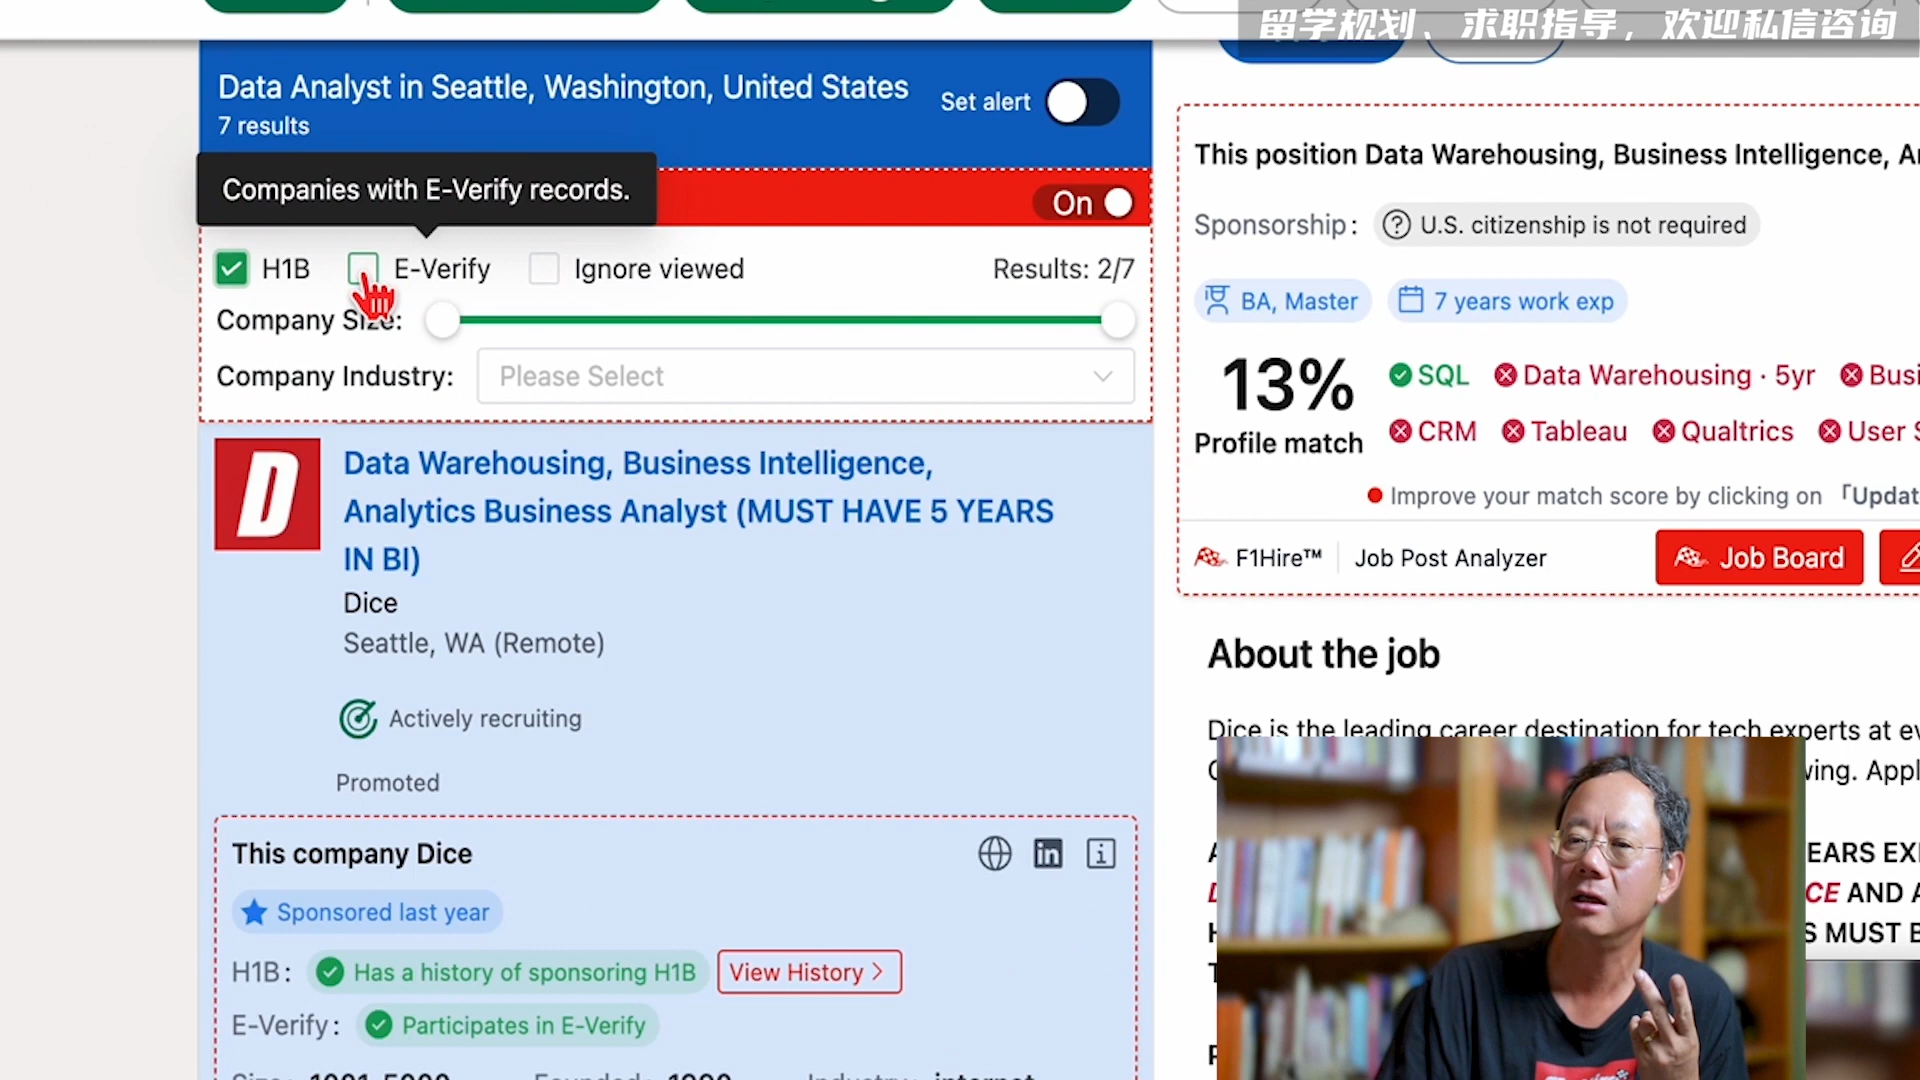 留学规划、求职指导，欢迎私信咨询
Data Analyst in Seattle, Washington, United States
7 results
Set alert
Companies with E-Verify records.
On
H1B
E-Verify
Ignore viewed
Results: 2/7
Company Size:
Company Industry:
Please Select
D
Data Warehousing, Business Intelligence,
Analytics Business Analyst (MUST HAVE 5 YEARS
IN BI)
Dice
Seattle, WA (Remote)
Actively recruiting
Promoted
This company Dice
in
Sponsored last year
H1B:
Has a history of sponsoring H1B
View History >
E-Verify:
Participates in E-Verify
This position Data Warehousing, Business Intelligence,
Sponsorship:
U.S. citizenship is not required
BA, Master
7 years work exp
13%
Profile match
SQL
Data Warehousing · 5yr
CRM
Tableau
Qualtrics
User
Improve your match score by clicking on
F1Hire™
Job Post Analyzer
Job Board
About the job
Dice is the leading career destination for tech experts at
Appl
AND
MUST